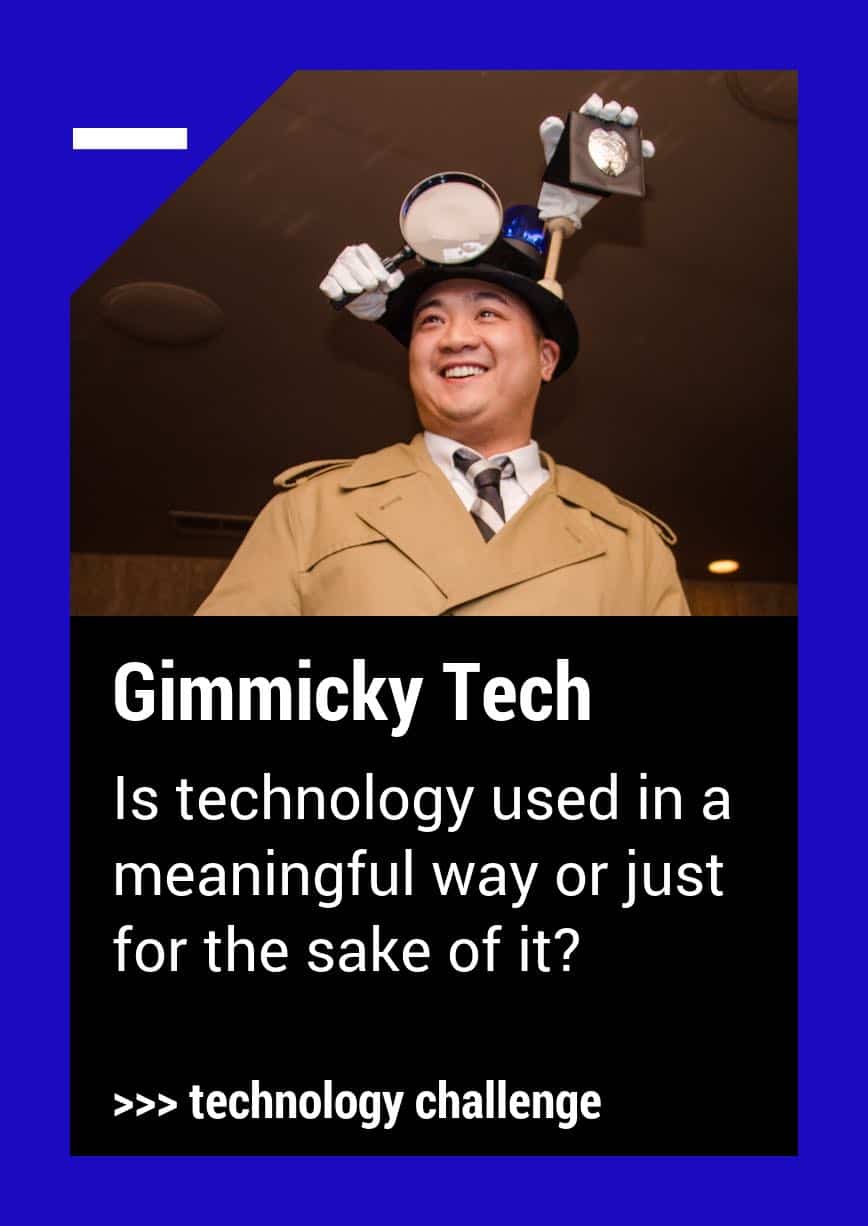 Gimmicky Tech
Is technology used in a
meaningful way or just
for the sake of it?
>>> technology challenge